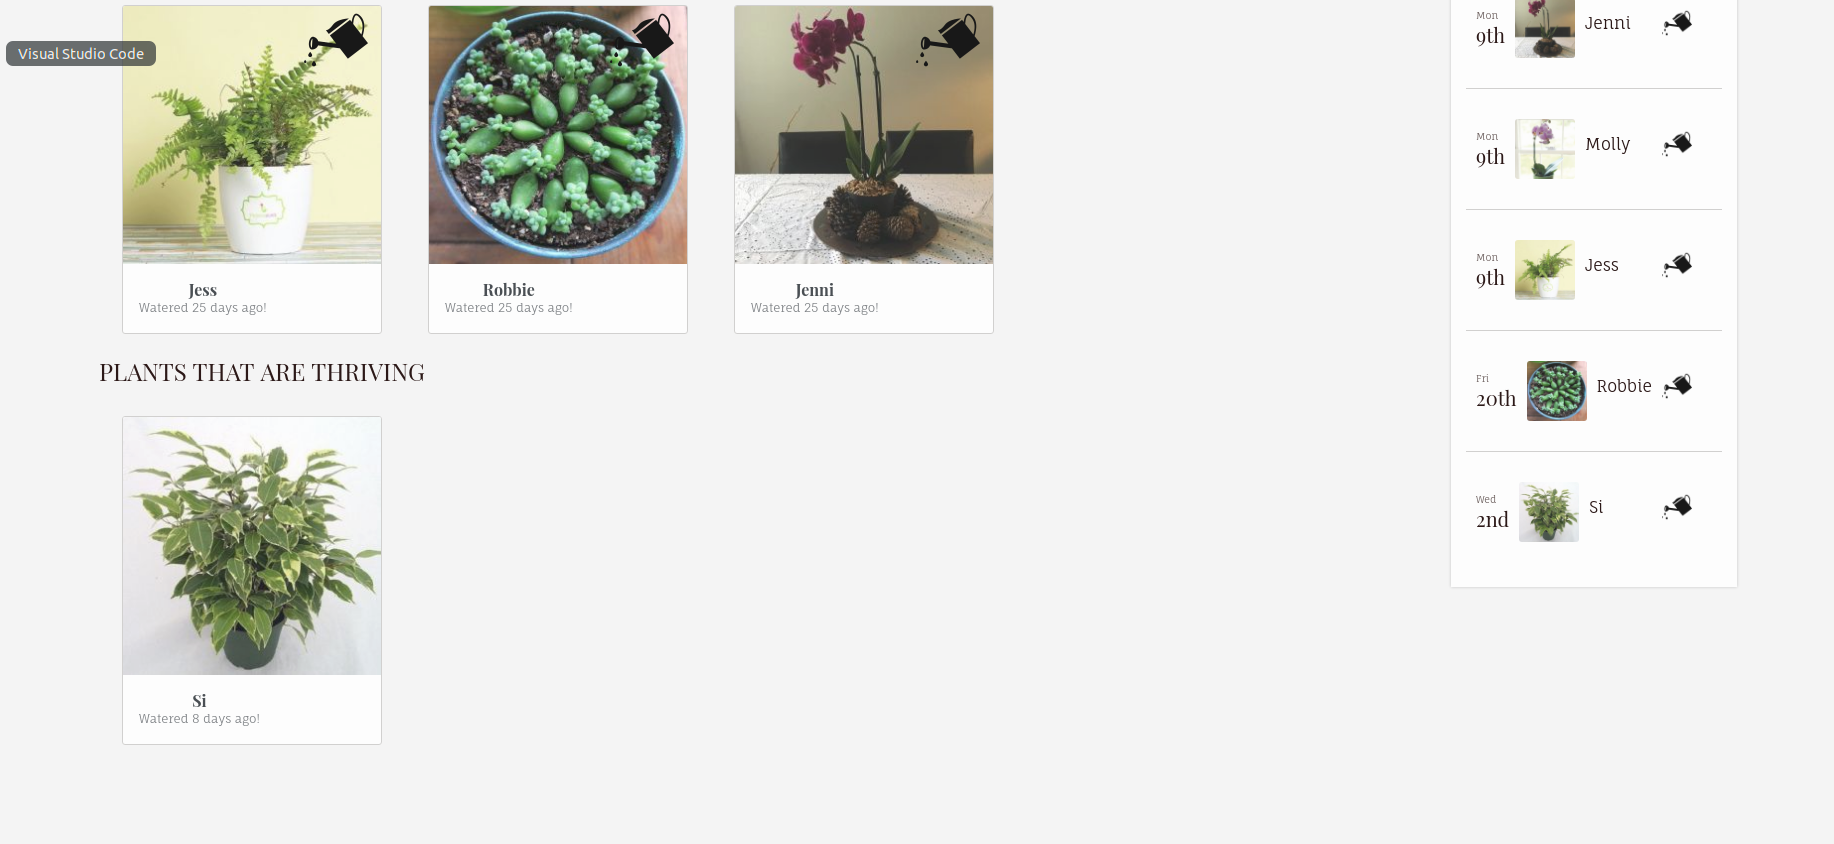 Visual Studio Code
Jess
Watered 25 days ago!
Robbie
Watered 25 days ago!
Jenni
Watered 25 days ago!
PLANTS THAT ARE THRIVING
Si
Watered 8 days ago!
Mon
9th
Jenni
Mon
9th
Molly
Mon
9th
Jess
Fri
20th
Robbie
Wed
2nd
Si